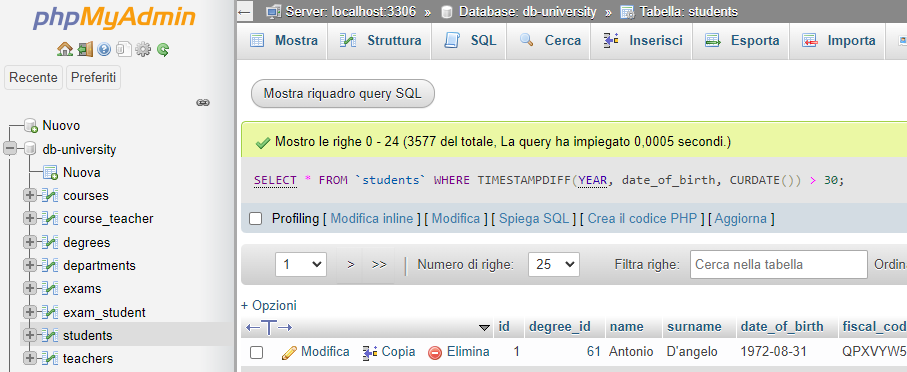 phpMyAdmin
Recente Preferiti
Nuovo
db-university
Nuova
courses
course_teacher
degrees
departments
exams
exam_student
students
teachers
Server: localhost:3306 » Database: db-university » Tabella: students
Mostra Struttura SQL Cerca Inserisci Esporta Importa
Mostra riquadro query SQL
Mostro le righe 0 - 24 (3577 del totale, La query ha impiegato 0,0005 secondi.)
SELECT * FROM `students` WHERE TIMESTAMPDIFF(YEAR, date_of_birth, CURDATE()) > 30;
Profiling [ Modifica inline ] [ Modifica ] [ Spiega SQL ] [ Crea il codice PHP ] [ Aggiorna ]
1 > >> | Numero di righe: 25 Filtra righe: Cerca nella tabella Ordin
+ Opzioni
←T→ id degree_id name surname date_of_birth fiscal_cod
Modifica Copia Elimina 1 61 Antonio D'angelo 1972-08-31 QPXVYW5